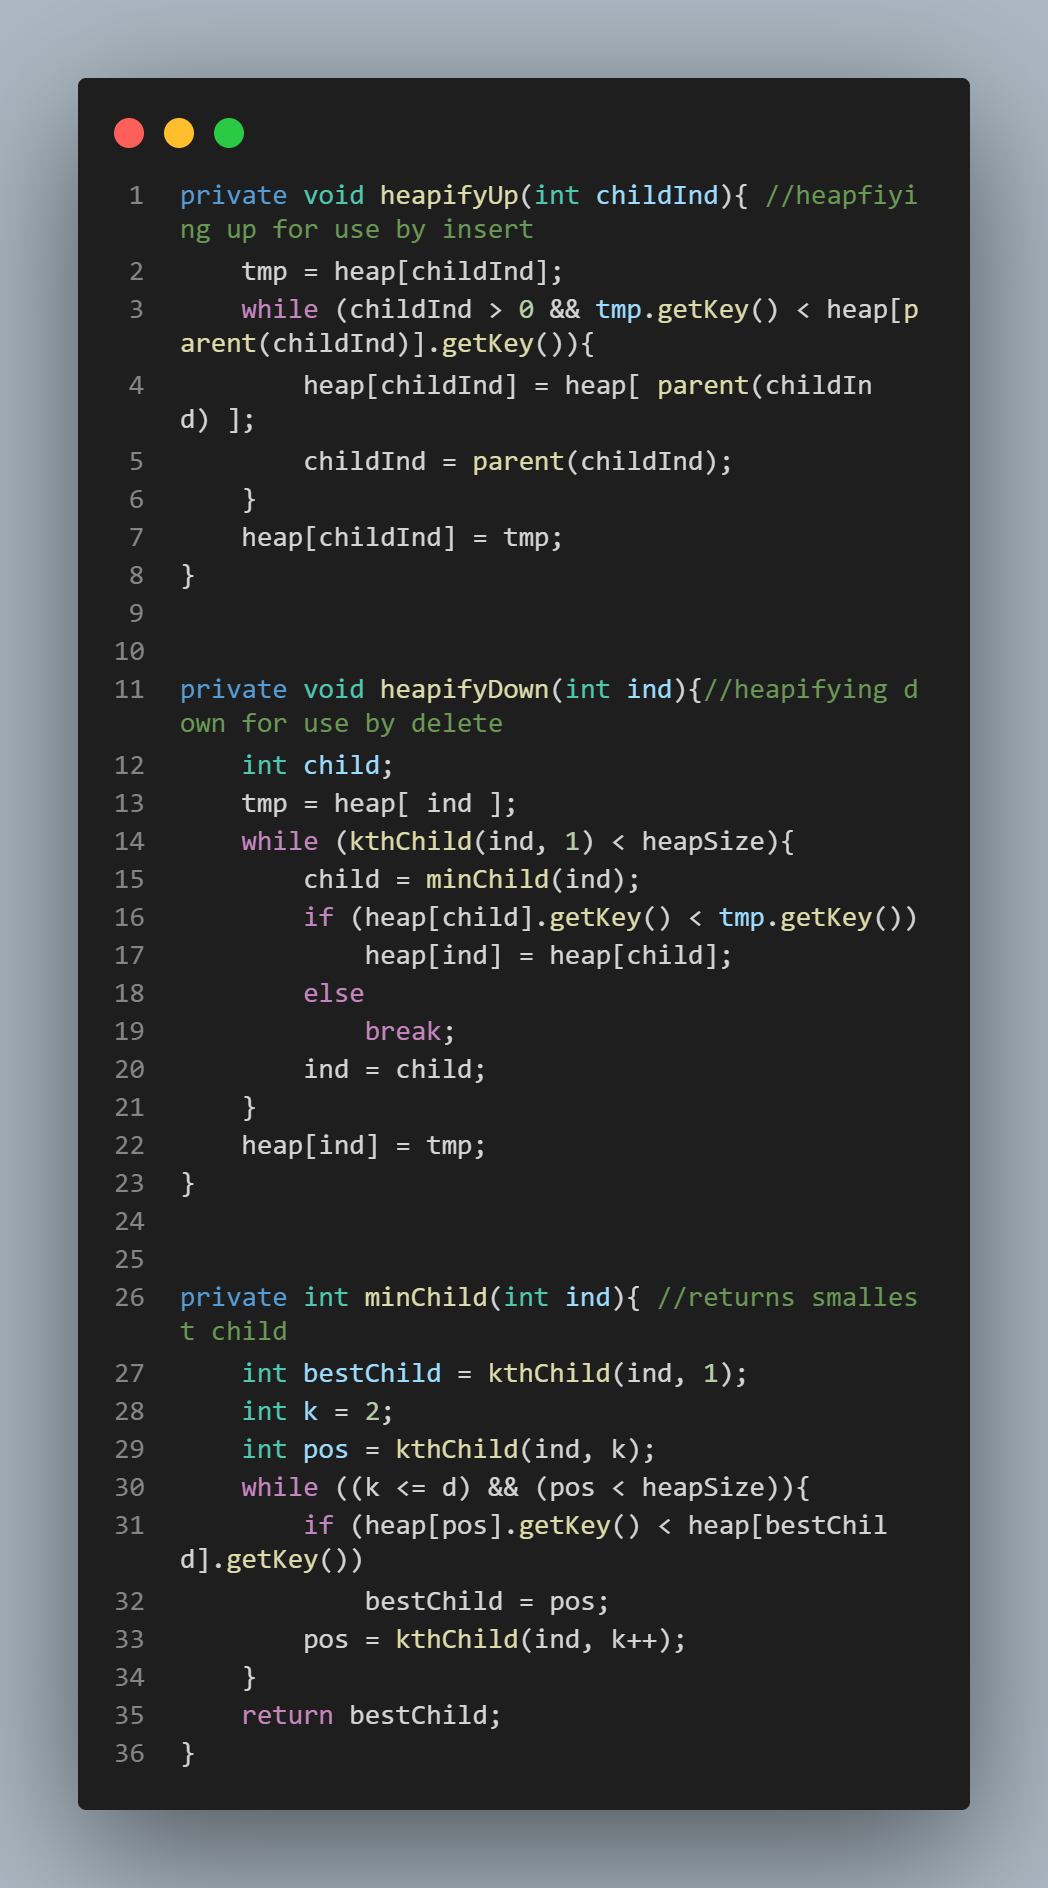 1 private void heapifyUp(int childInd){ //heapfiyi
ng up for use by insert
2     tmp = heap[childInd];
3     while (childInd > 0 && tmp.getKey() < heap[p
arent(childInd)].getKey()){
4         heap[childInd] = heap[ parent(childIn
d) ];
5         childInd = parent(childInd);
6     }
7     heap[childInd] = tmp;
8 }
9
10
11 private void heapifyDown(int ind){//heapifying d
own for use by delete
12     int child;
13     tmp = heap[ ind ];
14     while (kthChild(ind, 1) < heapSize){
15         child = minChild(ind);
16         if (heap[child].getKey() < tmp.getKey())
17             heap[ind] = heap[child];
18         else
19             break;
20         ind = child;
21     }
22     heap[ind] = tmp;
23 }
24
25
26 private int minChild(int ind){ //returns smalles
t child
27     int bestChild = kthChild(ind, 1);
28     int k = 2;
29     int pos = kthChild(ind, k);
30     while ((k <= d) && (pos < heapSize)){
31         if (heap[pos].getKey() < heap[bestChil
d].getKey())
32             bestChild = pos;
33         pos = kthChild(ind, k++);
34     }
35     return bestChild;
36 }